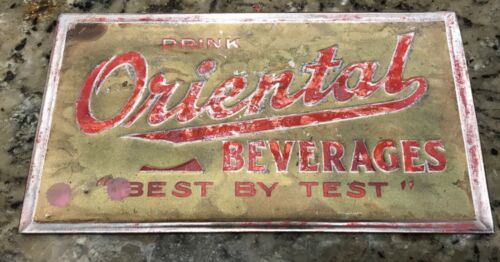 DRINK
Oriental
BEVERAGES
"BEST BY TEST"